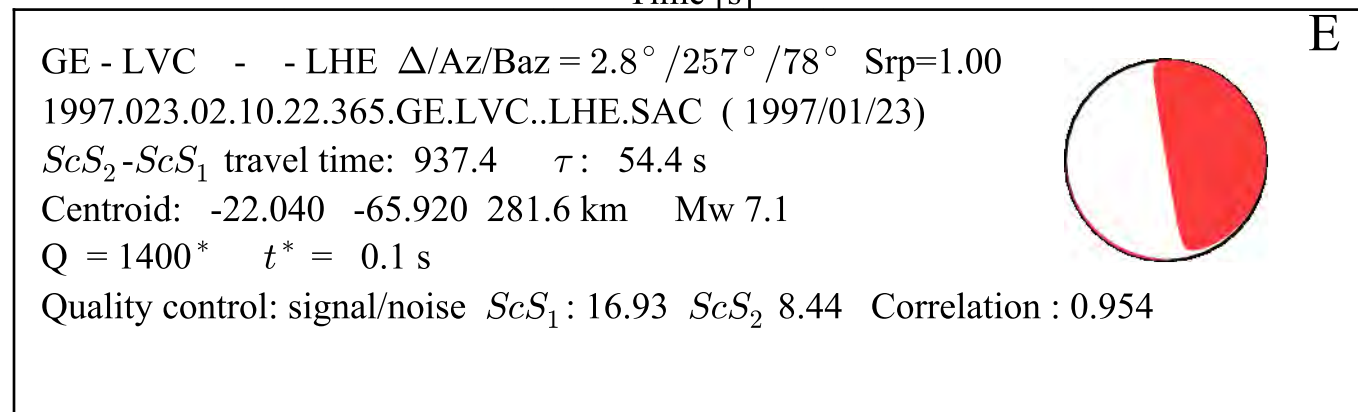 Time [s]
E
GE - LVC - - LHE Δ/Az/Baz = 2.8° /257° /78° Srp=1.00
1997.023.02.10.22.365.GE.LVC..LHE.SAC ( 1997/01/23)
ScS₂-ScS₁ travel time: 937.4 τ : 54.4 s
Centroid: -22.040 -65.920 281.6 km Mw 7.1
Q = 1400* t* = 0.1 s
Quality control: signal/noise ScS₁: 16.93 ScS₂ 8.44 Correlation : 0.954